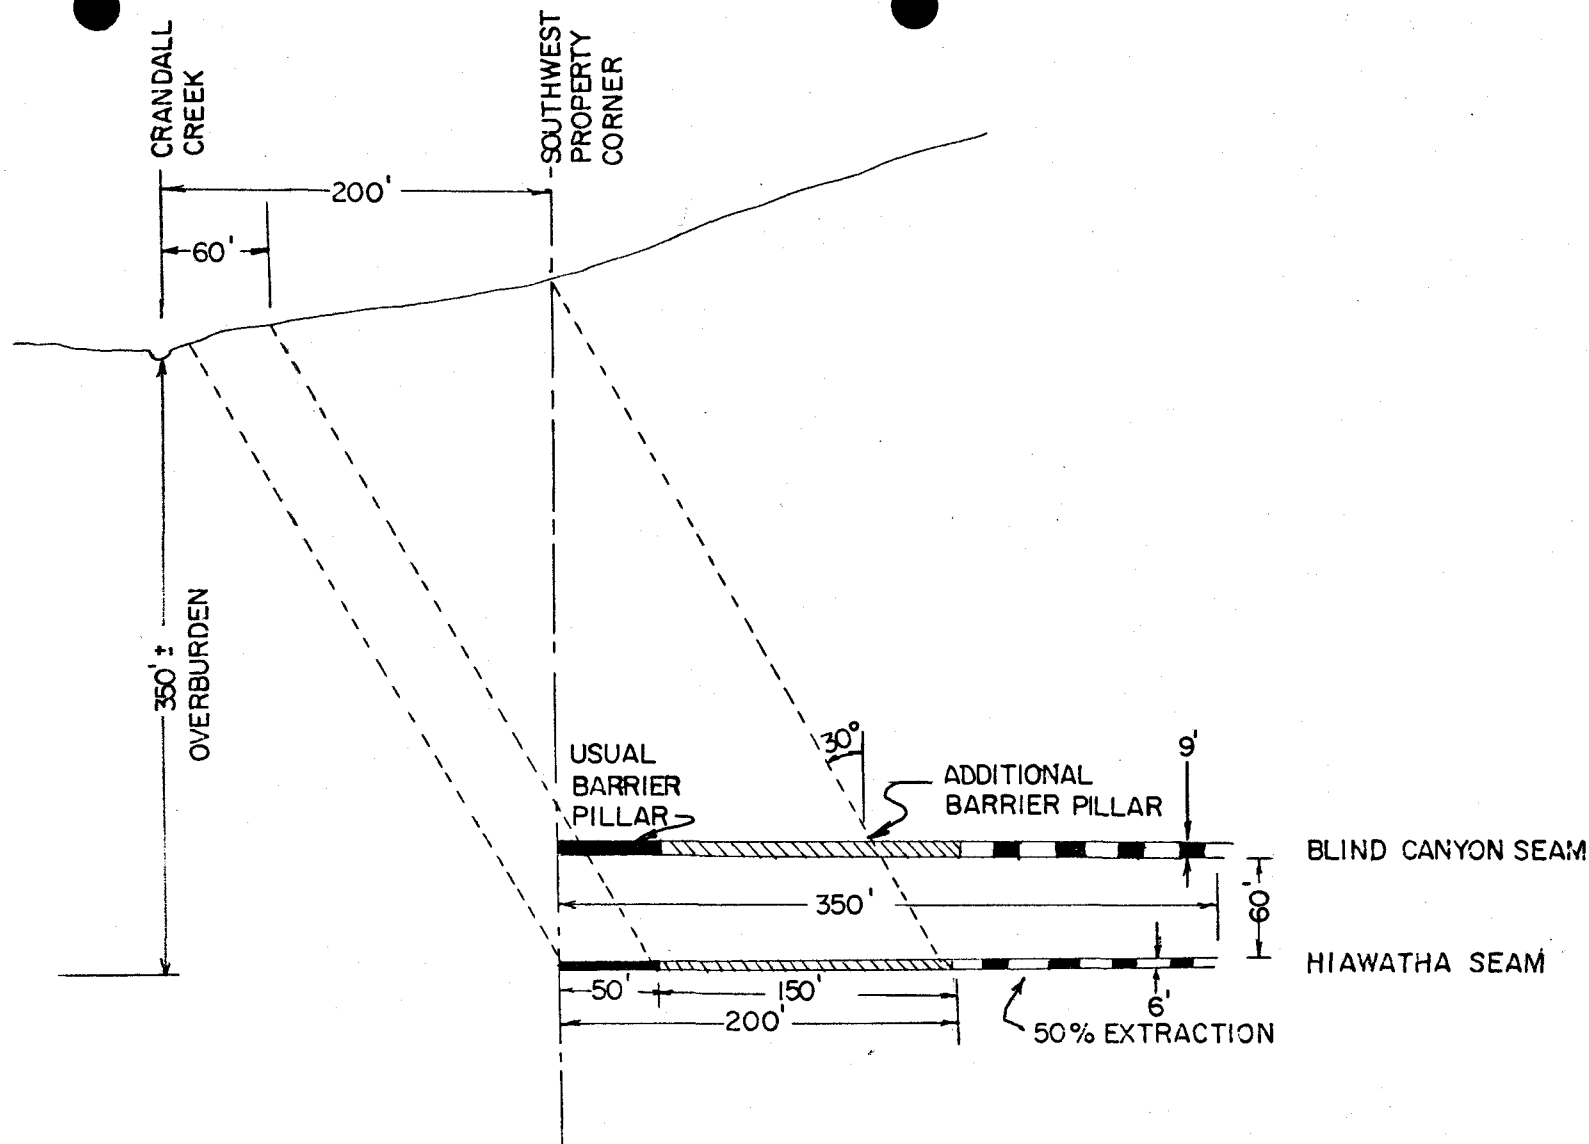 CRANDALL
CREEK
SOUTHWEST
PROPERTY
CORNER
200'
60'
350' ±
OVERBURDEN
30°
USUAL
BARRIER
PILLAR
ADDITIONAL
BARRIER PILLAR
9'
BLIND CANYON SEAM
350'
60'
HIAWATHA SEAM
50'
150'
6'
200'
50% EXTRACTION